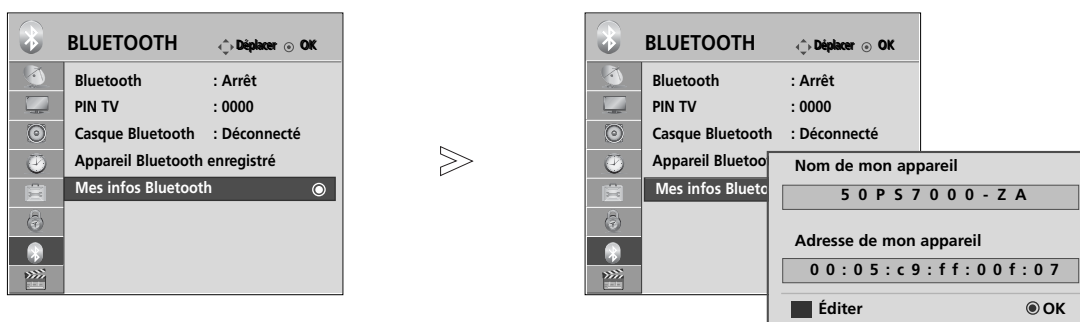 BLUETOOTH Déplacer OK
Bluetooth : Arrêt
PIN TV : 0000
Casque Bluetooth : Déconnecté
Appareil Bluetooth enregistré
Mes infos Bluetooth
BLUETOOTH Déplacer OK
Bluetooth : Arrêt
PIN TV : 0000
Casque Bluetooth : Déconnecté
Appareil Bluetoo
Mes infos Blueto
Nom de mon appareil
5 0 P S 7 0 0 0 - Z A
Adresse de mon appareil
0 0 : 0 5 : c 9 : f f : 0 0 f : 0 7
Éditer OK